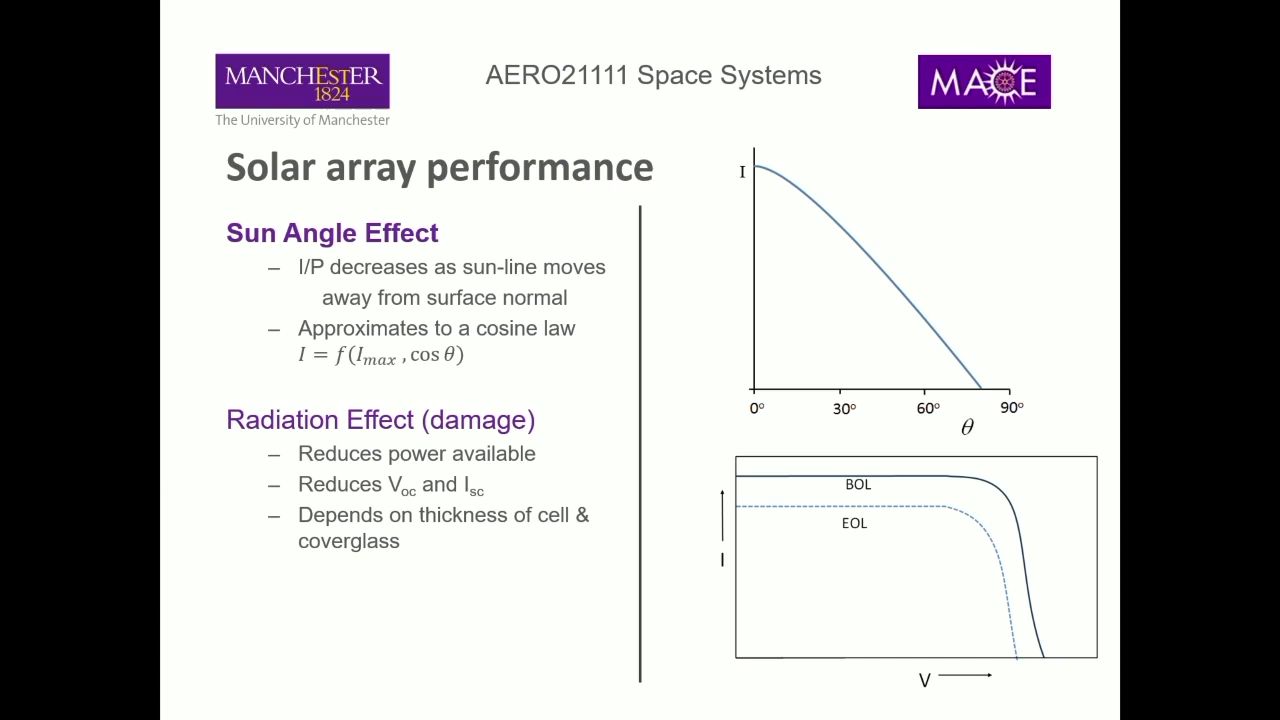 MANCHEStER
1824
The University of Manchester
AERO21111 Space Systems
MACE
Solar array performance
Sun Angle Effect
– I/P decreases as sun-line moves
away from surface normal
– Approximates to a cosine law
I = f(Imax , cos θ)
Radiation Effect (damage)
– Reduces power available
– Reduces Voc and Isc
– Depends on thickness of cell &
coverglass
I
0° 30° 60° 90°
θ
BOL
EOL
I
V